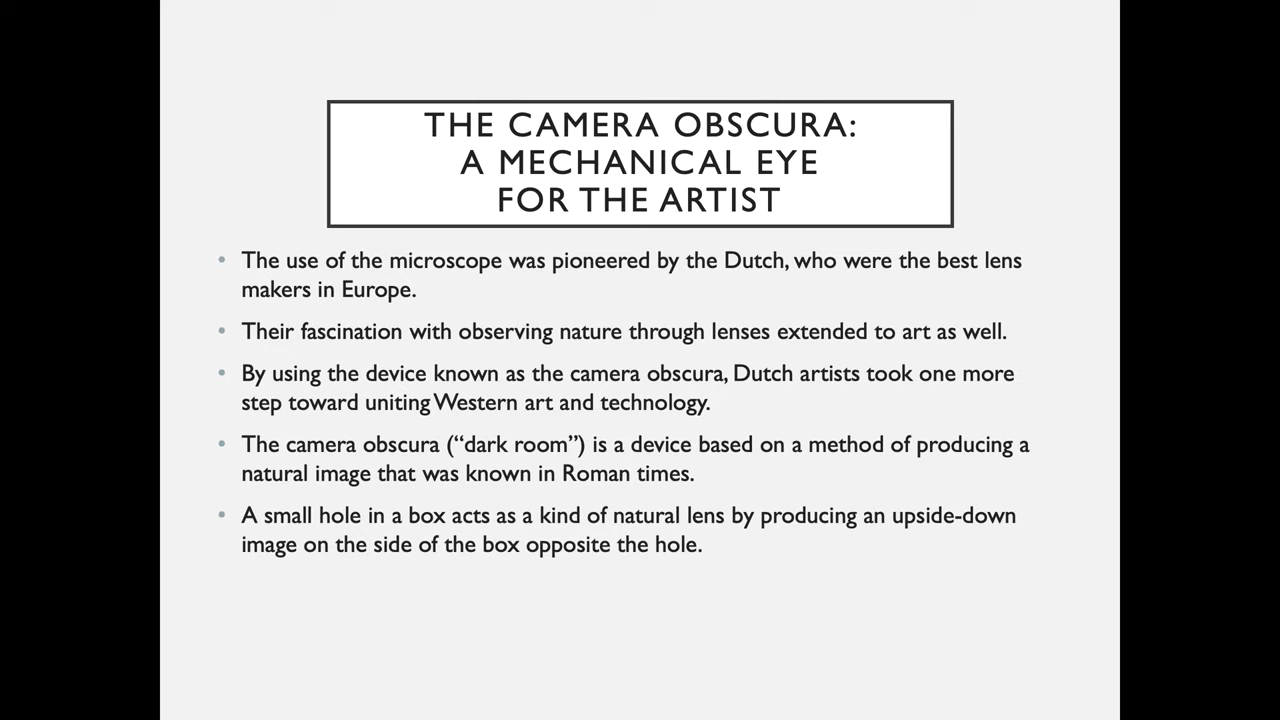 THE CAMERA OBSCURA:
A MECHANICAL EYE
FOR THE ARTIST
• The use of the microscope was pioneered by the Dutch, who were the best lens
makers in Europe.
• Their fascination with observing nature through lenses extended to art as well.
• By using the device known as the camera obscura, Dutch artists took one more
step toward uniting Western art and technology.
• The camera obscura (“dark room”) is a device based on a method of producing a
natural image that was known in Roman times.
• A small hole in a box acts as a kind of natural lens by producing an upside-down
image on the side of the box opposite the hole.